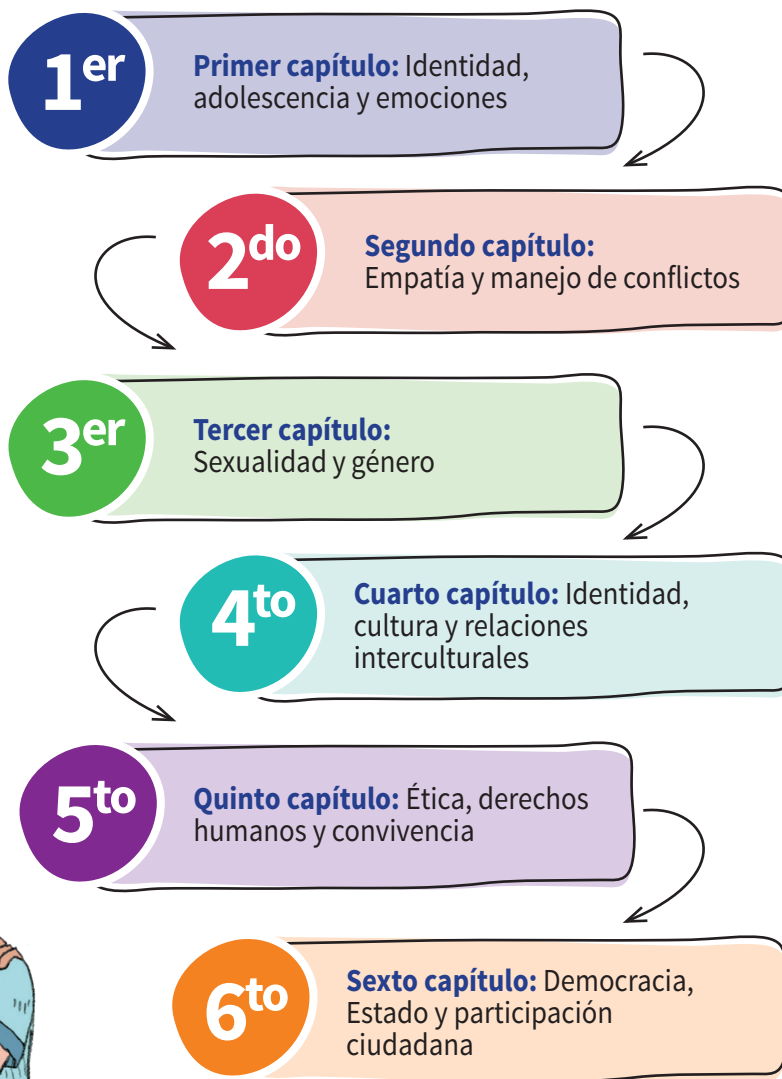 1er
Primer capítulo: Identidad,
adolescencia y emociones
2do
Segundo capítulo:
Empatía y manejo de conflictos
3er
Tercer capítulo:
Sexualidad y género
4to
Cuarto capítulo: Identidad,
cultura y relaciones
interculturales
5to
Quinto capítulo: Ética, derechos
humanos y convivencia
6to
Sexto capítulo: Democracia,
Estado y participación
ciudadana